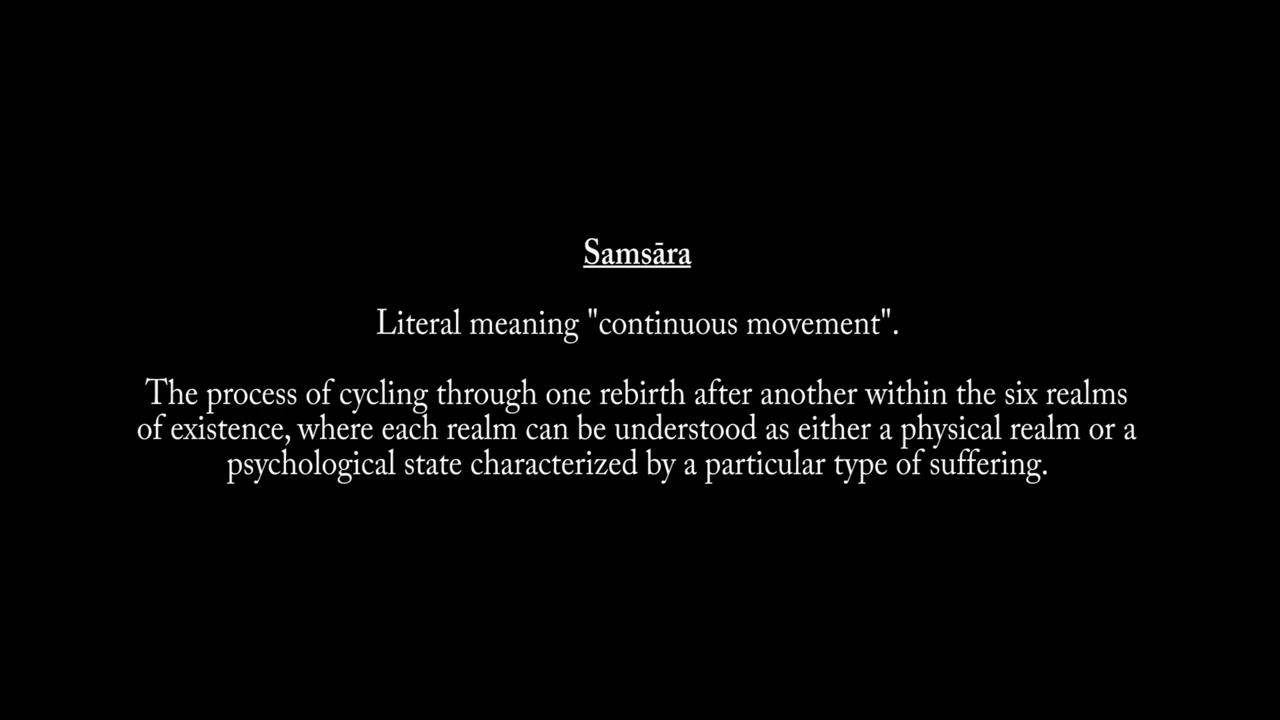 Samsāra
Literal meaning "continuous movement".
The process of cycling through one rebirth after another within the six realms
of existence, where each realm can be understood as either a physical realm or a
psychological state characterized by a particular type of suffering.